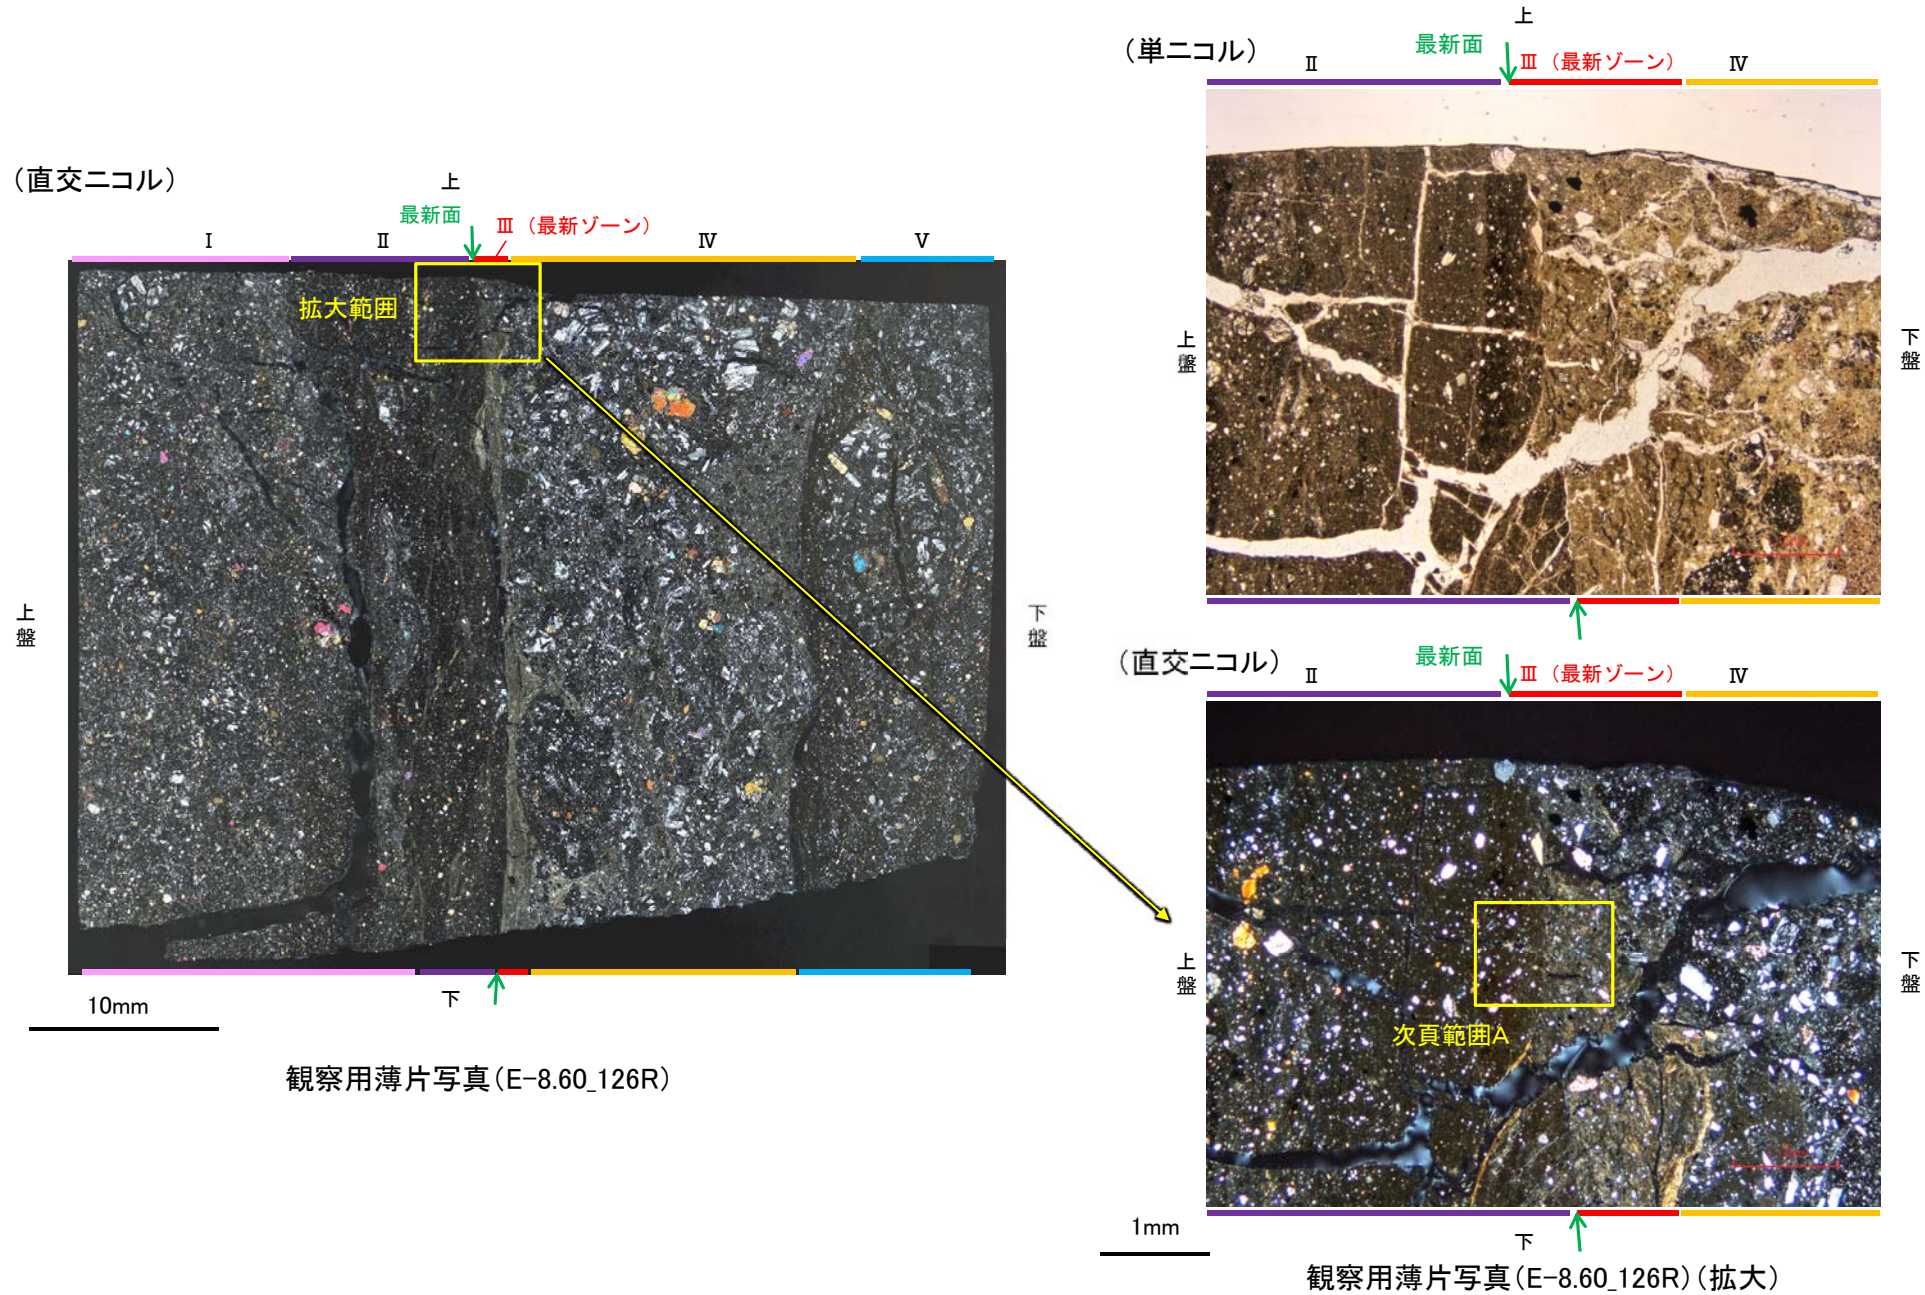 (直交ニコル)
上
最新面
Ⅰ
Ⅱ
Ⅲ(最新ゾーン)
Ⅳ
Ⅴ
拡大範囲
上盤
下盤
下
10mm
観察用薄片写真(E-8.60_126R)
(単ニコル)
上
最新面
Ⅱ
Ⅲ(最新ゾーン)
Ⅳ
上盤
下盤
(直交ニコル)
最新面
Ⅱ
Ⅲ(最新ゾーン)
Ⅳ
上盤
下盤
次頁範囲A
1mm
下
観察用薄片写真(E-8.60_126R)(拡大)